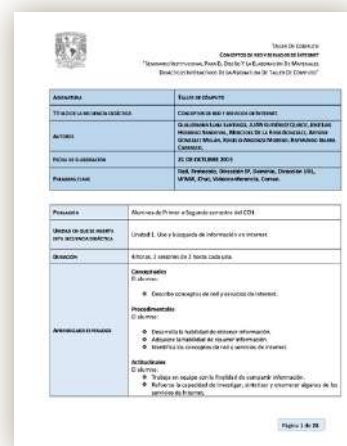 TALLER DE CÓMPUTO
CONCEPTOS DE RED Y SERVICIOS DE INTERNET
"SEMINARIO INSTITUCIONAL PARA EL DISEÑO Y LA ELABORACIÓN DE MATERIALES
DIDÁCTICOS INTERACTIVOS DE LA ASIGNATURA DE TALLER DE CÓMPUTO"
ASIGNATURA TALLER DE CÓMPUTO
TÍTULO DE LA SECUENCIA DIDÁCTICA CONCEPTOS DE RED Y SERVICIOS DE INTERNET
AUTORES
FECHA DE ELABORACIÓN 21 DE OCTUBRE
PALABRAS CLAVE Red, Protocolo, Dirección IP, Dominio, Dirección URL,
WWW, Chat, Videoconferencia, Correo.
POBLACIÓN Alumnos de Primer o Segundo semestre del CCH
UNIDAD EN QUE SE INSERTA
ESTA SECUENCIA DIDÁCTICA
Unidad 1. Uso y búsqueda de información en internet
DURACIÓN 4 horas, 2 sesiones de 2 horas cada una.
APRENDIZAJES ESPERADOS
Conceptuales
El alumno:
Describe conceptos de red y servicios de Internet.
Procedimentales
El alumno:
Desarrolla la habilidad de obtener información.
Adquiere la habilidad de resumir información.
Identifica los conceptos de red y servicios de internet.
Actitudinales
El alumno:
Trabaja en equipo con la finalidad de compartir información.
Refuerza la capacidad de investigar, sintetizar y enumerar algunos de los
servicios de Internet.
Página 1 de 28